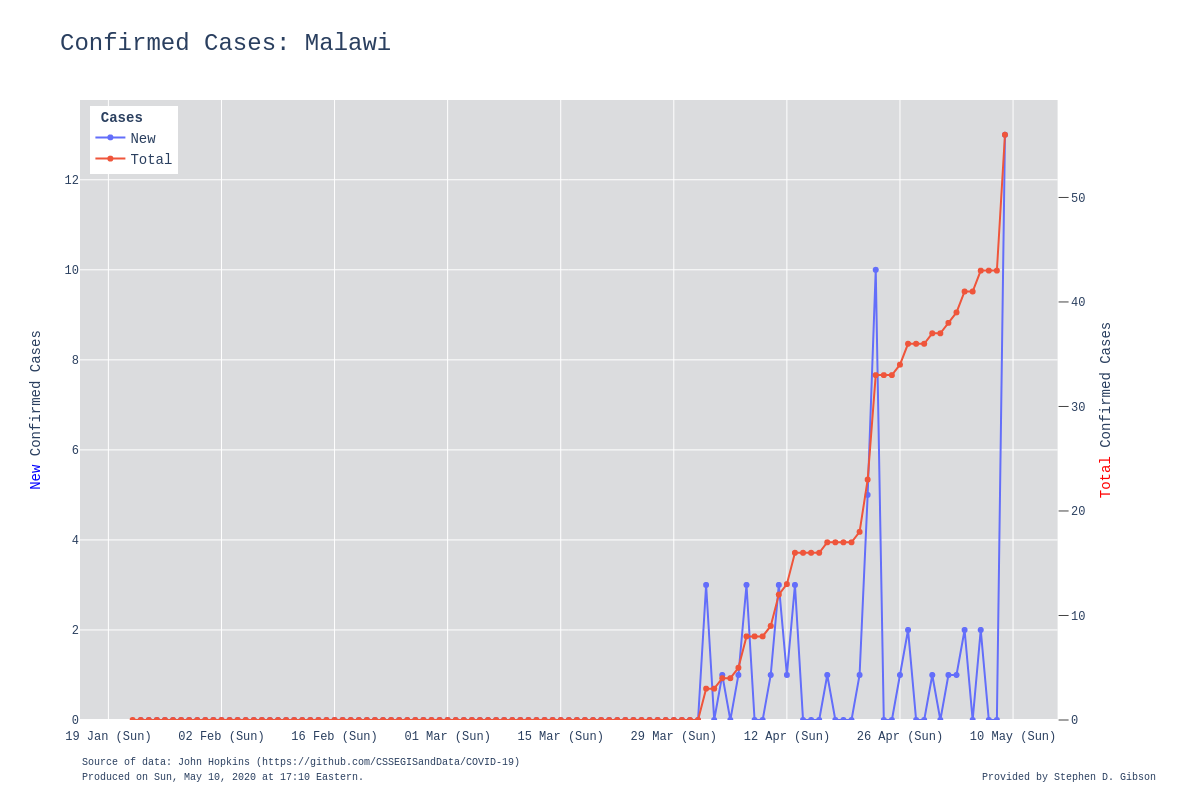 Confirmed Cases: Malawi
Cases
New
Total
12
10
8
6
4
2
0
50
40
30
20
10
0
New Confirmed Cases
Total Confirmed Cases
19 Jan (Sun) 02 Feb (Sun) 16 Feb (Sun) 01 Mar (Sun) 15 Mar (Sun) 29 Mar (Sun) 12 Apr (Sun) 26 Apr (Sun) 10 May (Sun)
Source of data: John Hopkins (https://github.com/CSSEGISandData/COVID-19)
Produced on Sun, May 10, 2020 at 17:10 Eastern.
Provided by Stephen D. Gibson